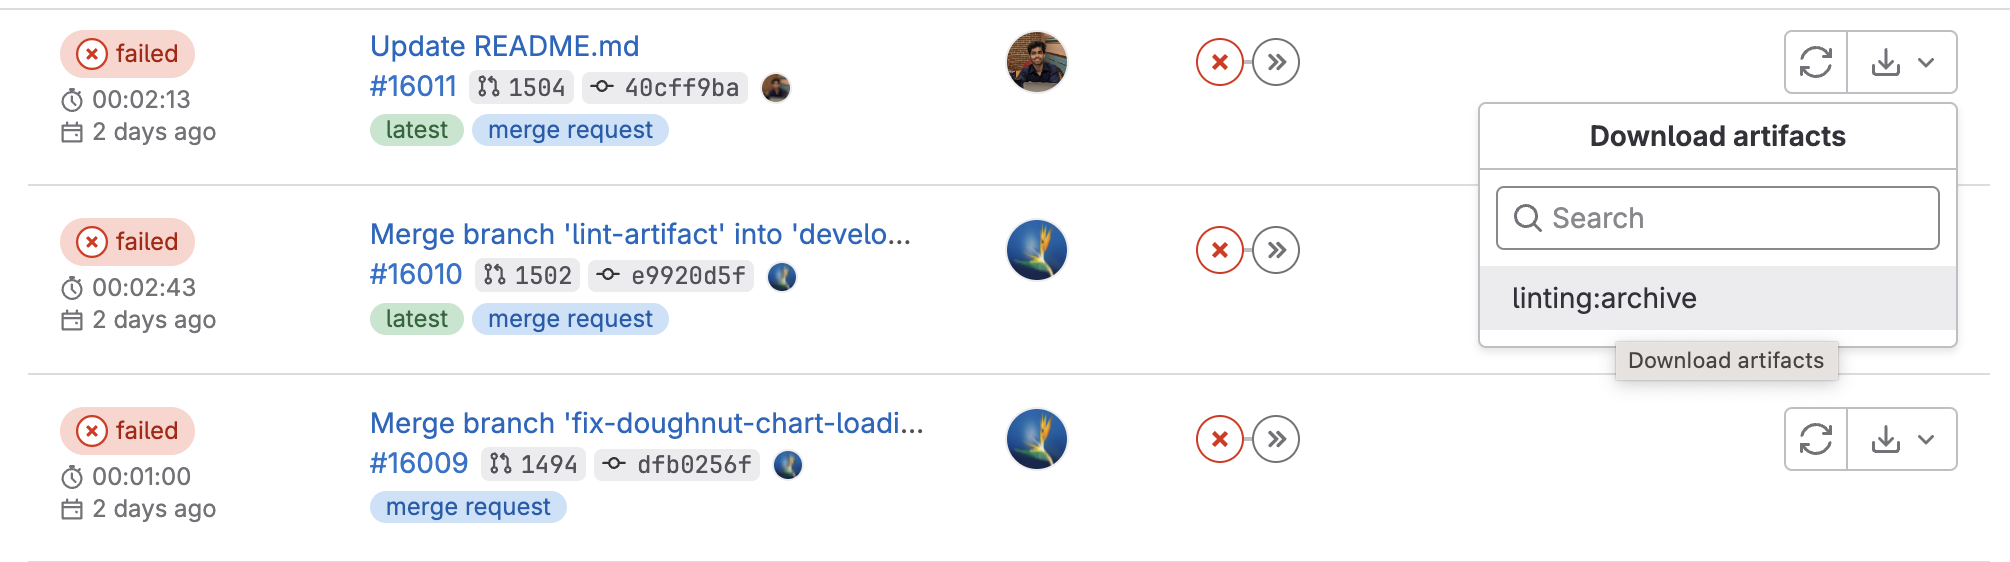 failed
00:02:13
2 days ago
Update README.md
#16011 1504 40cff9ba
latest merge request
Download artifacts
Search
linting:archive
Download artifacts
failed
00:02:43
2 days ago
Merge branch 'lint-artifact' into 'develo...
#16010 1502 e9920d5f
latest merge request
failed
00:01:00
2 days ago
Merge branch 'fix-doughnut-chart-loadi...
#16009 1494 dfb0256f
merge request